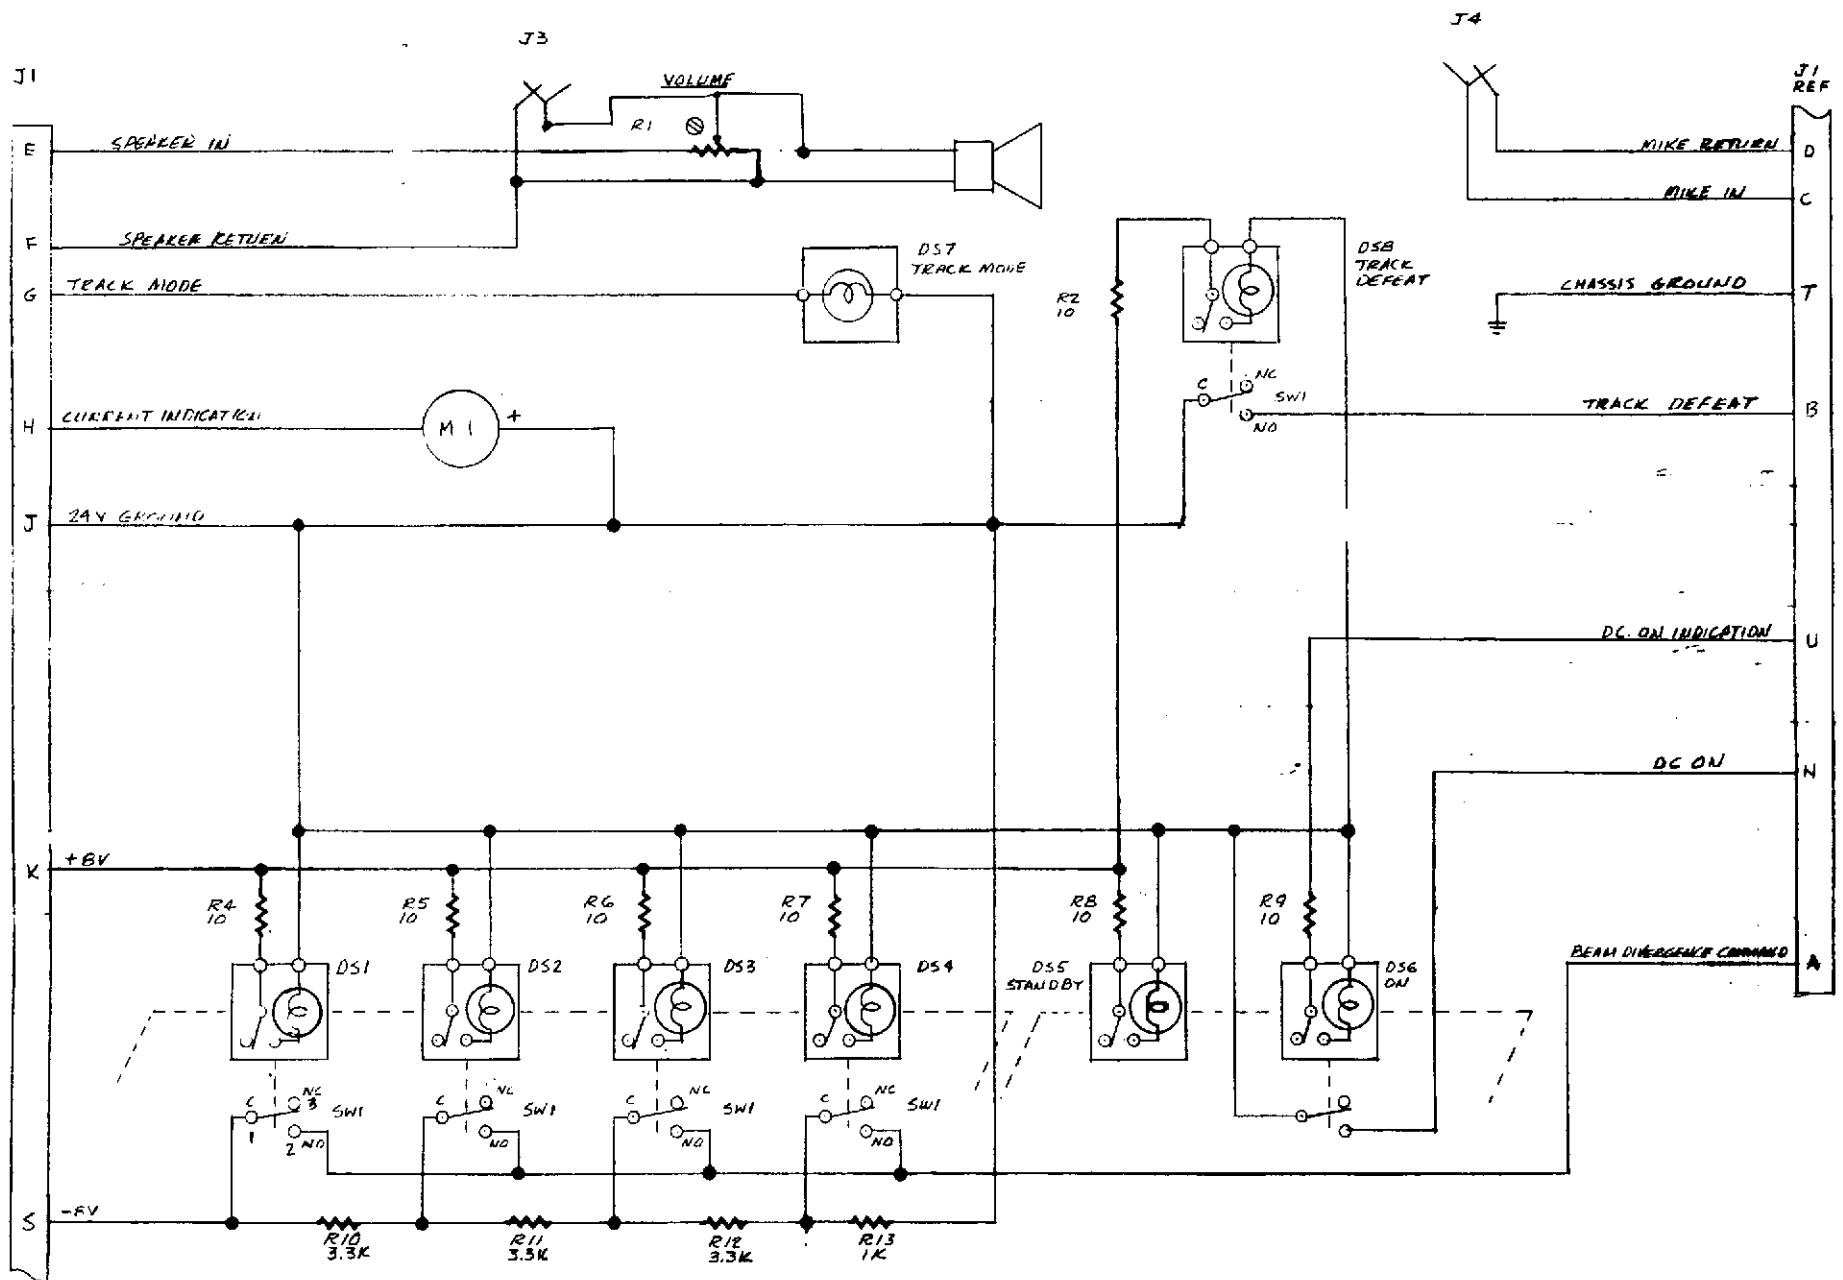 J4
J3
J1
VOLUME
J1
REF
R1
E
SPEAKER IN
MIKE RETURN
D
MIKE IN
C
F
SPEAKER RETURN
DS7
TRACK MODE
DS8
TRACK
DEFEAT
G
TRACK MODE
R2
10
CHASSIS GROUND
T
C
NC
SW1
NO
TRACK DEFEAT
B
H
CURRENT INDICATION
M1
+
J
24V GROUND
DC ON INDICATION
U
DC ON
N
K
+8V
R4
10
R5
10
R6
10
R7
10
R8
10
R9
10
DS1
DS2
DS3
DS4
DS5
STANDBY
DS6
ON
BEAM DIVERGENCE COMMAND
A
C
1
NC
3
SW1
2
NO
C
NC
SW1
NO
C
NC
SW1
NO
C
NC
SW1
NO
S
-8V
R10
3.3K
R11
3.3K
R12
3.3K
R13
1K